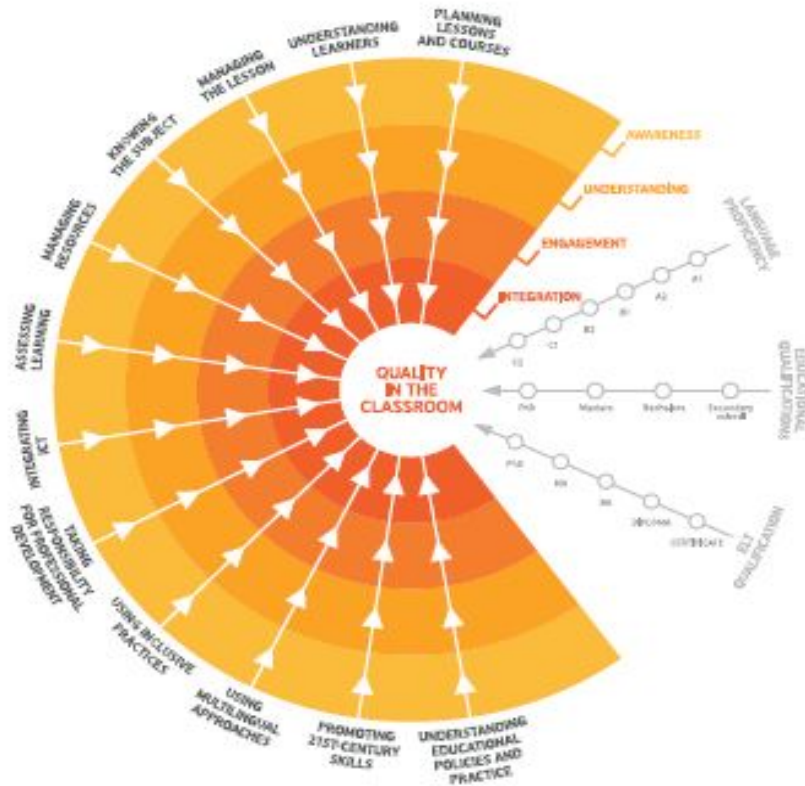 PLANNING
LESSONS
AND COURSES
UNDERSTANDING
LEARNERS
MANAGING
THE LESSON
KNOWING
THE SUBJECT
MANAGING
RESOURCES
ASSESSING
LEARNING
INTEGRATING
ICT
TAKING
RESPONSIBILITY
FOR PROFESSIONAL
DEVELOPMENT
USING INCLUSIVE
PRACTICES
USING
MULTILINGUAL
APPROACHES
PROMOTING
21ST-CENTURY
SKILLS
UNDERSTANDING
EDUCATIONAL
POLICIES AND
PRACTICE
AWARENESS
UNDERSTANDING
ENGAGEMENT
INTEGRATION
QUALITY
IN THE
CLASSROOM
LANGUAGE
PROFICIENCY
C2
C1
B2
B1
A2
A1
EDUCATIONAL
QUALIFICATIONS
PhD
Masters
Bachelors
Secondary
school
ELT
QUALIFICATION
PhD
MA
BA
DIPLOMA
CERTIFICATE